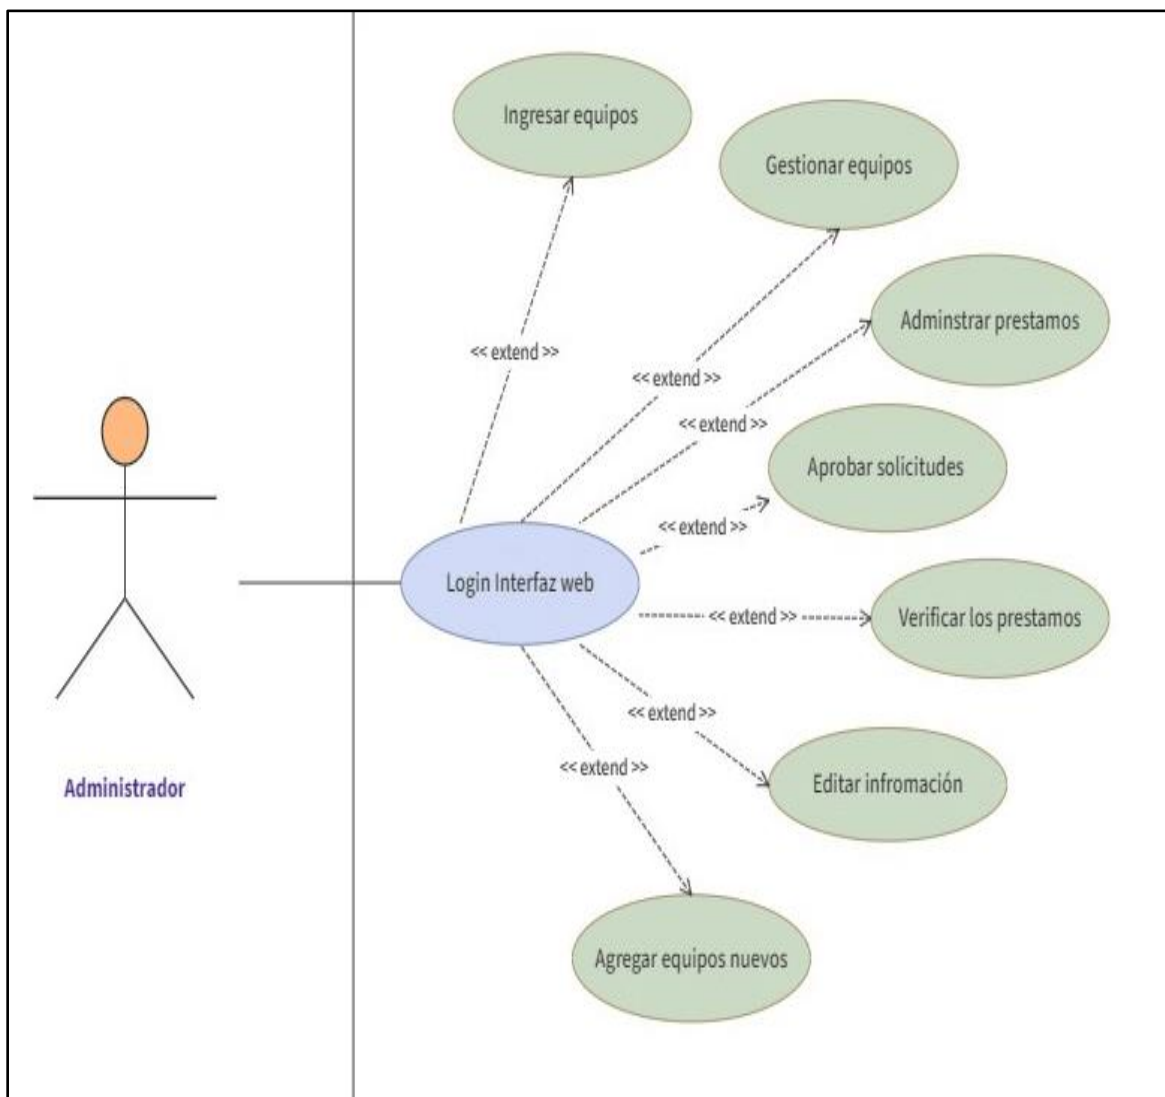 Ingresar equipos
Gestionar equipos
Adminstrar prestamos
<< extend >>
<< extend >>
<< extend >>
Aprobar solicitudes
<< extend >>
Login Interfaz web
<< extend >>
Verificar los prestamos
<< extend >>
<< extend >>
Editar infromación
Administrador
Agregar equipos nuevos